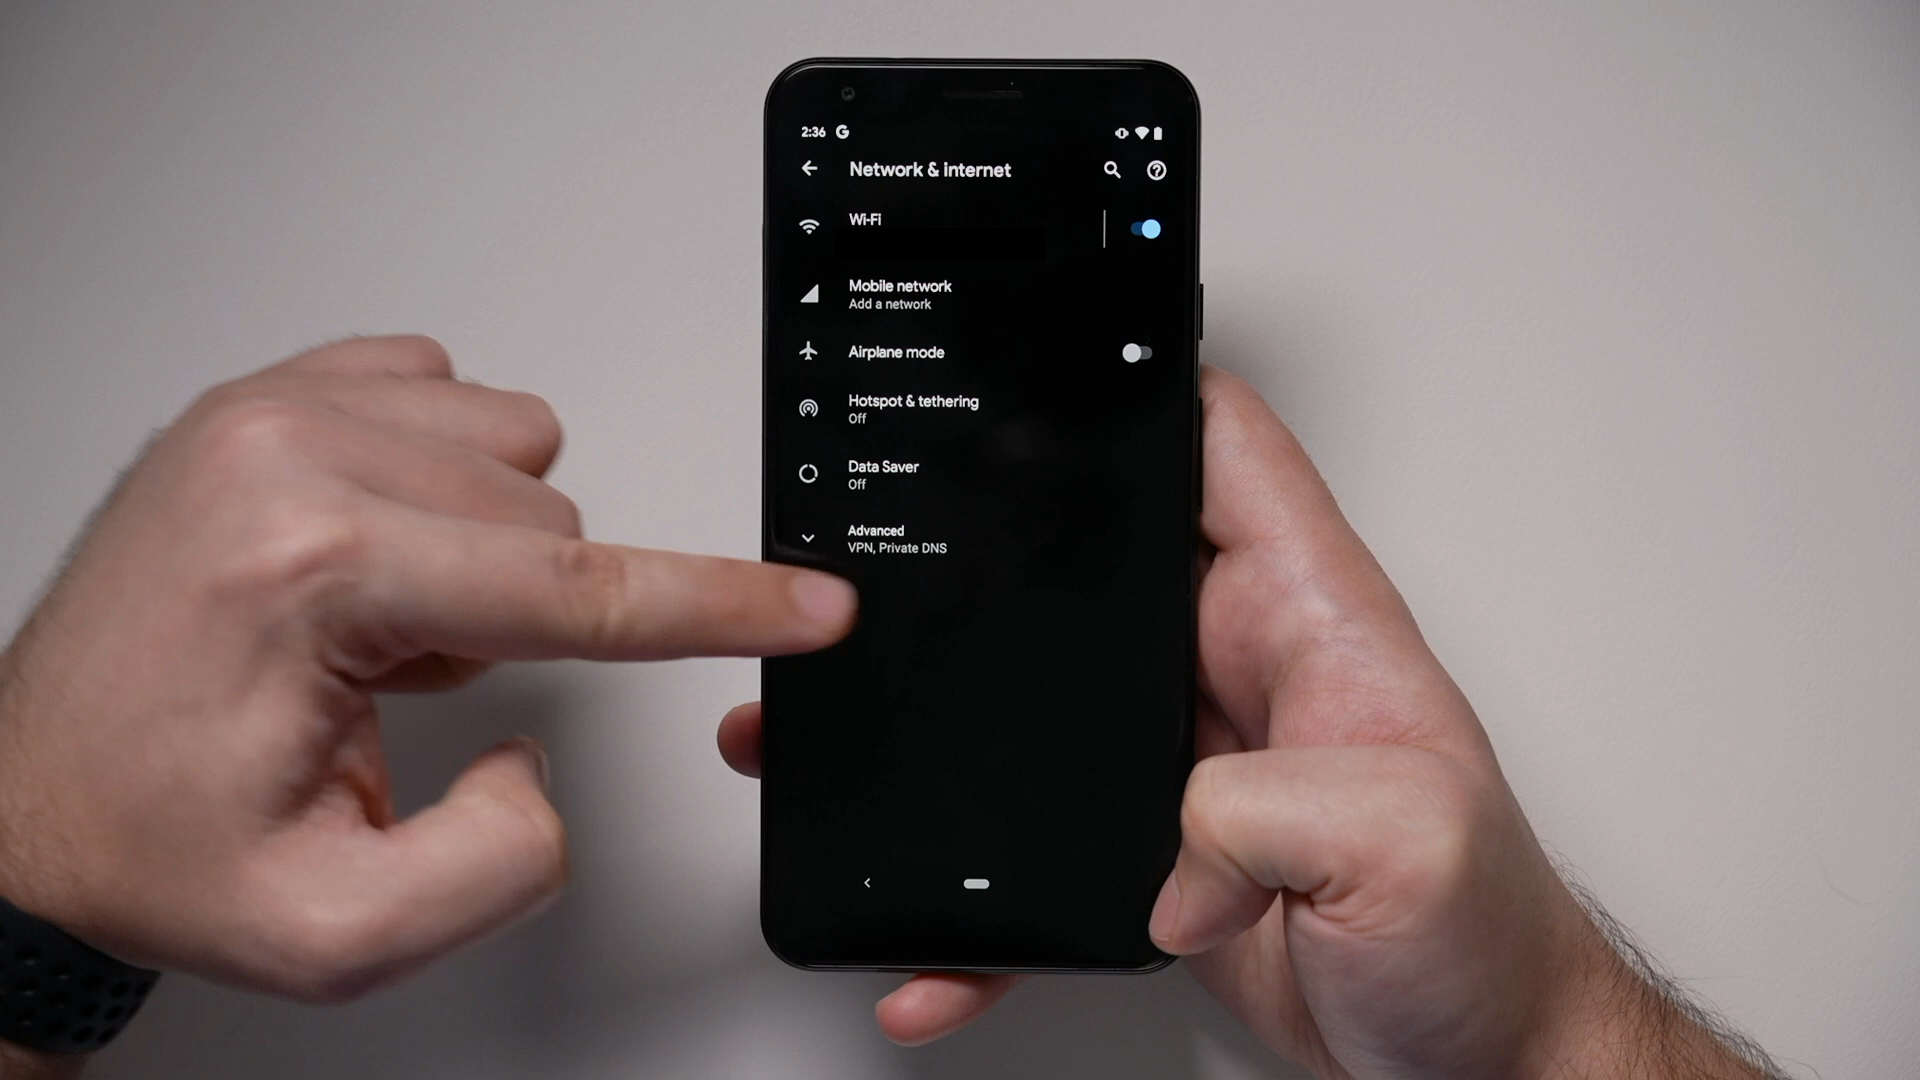 2:36 G
Network & internet
Wi-Fi
Mobile network
Add a network
Airplane mode
Hotspot & tethering
Off
Data Saver
Off
Advanced
VPN, Private DNS